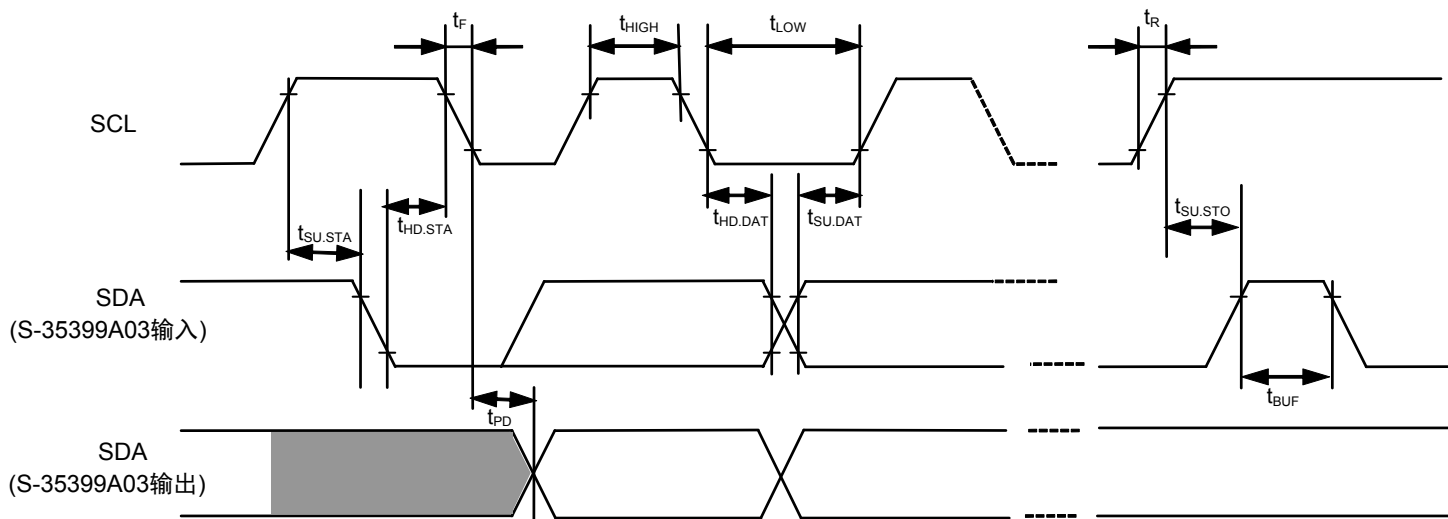 tF
tHIGH
tLOW
tR
SCL
tSU.STA
tHD.STA
tHD.DAT
tSU.DAT
tSU.STO
SDA
(S-35399A03输入)
tPD
tBUF
SDA
(S-35399A03输出)